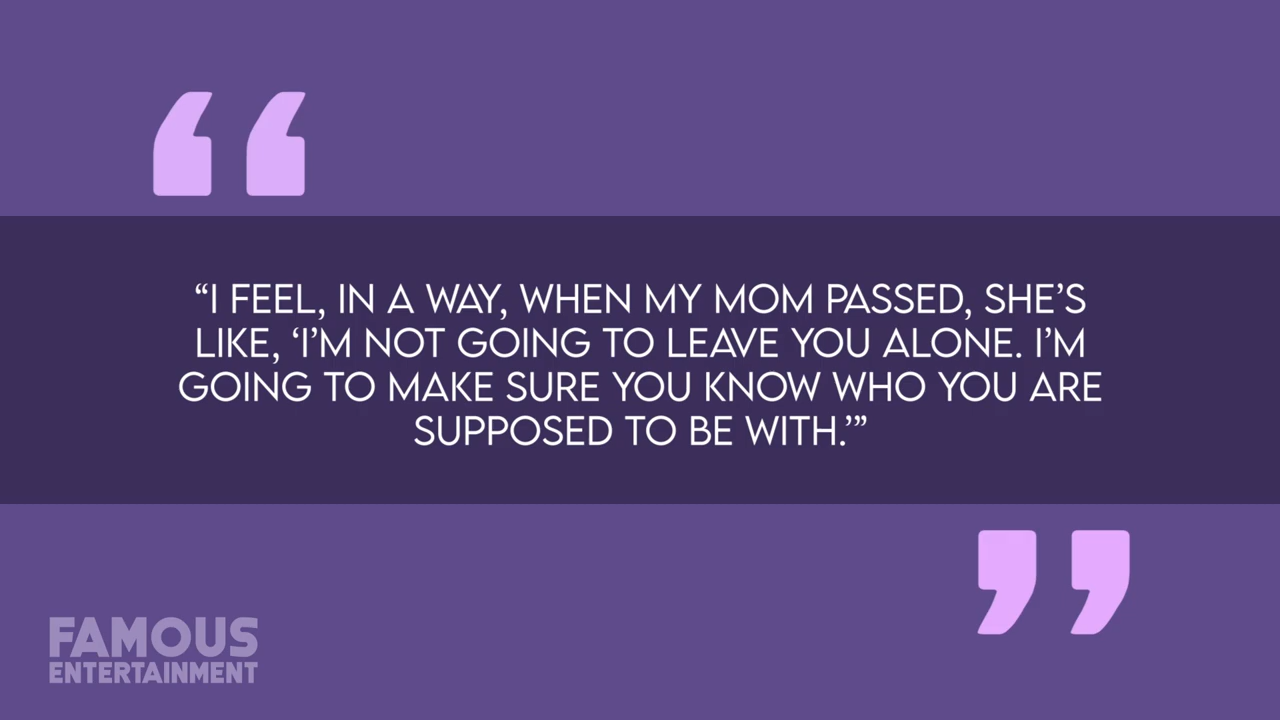 “I FEEL, IN A WAY, WHEN MY MOM PASSED, SHE’S
LIKE, ‘I’M NOT GOING TO LEAVE YOU ALONE. I’M
GOING TO MAKE SURE YOU KNOW WHO YOU ARE
SUPPOSED TO BE WITH.’”
FAMOUS
ENTERTAINMENT